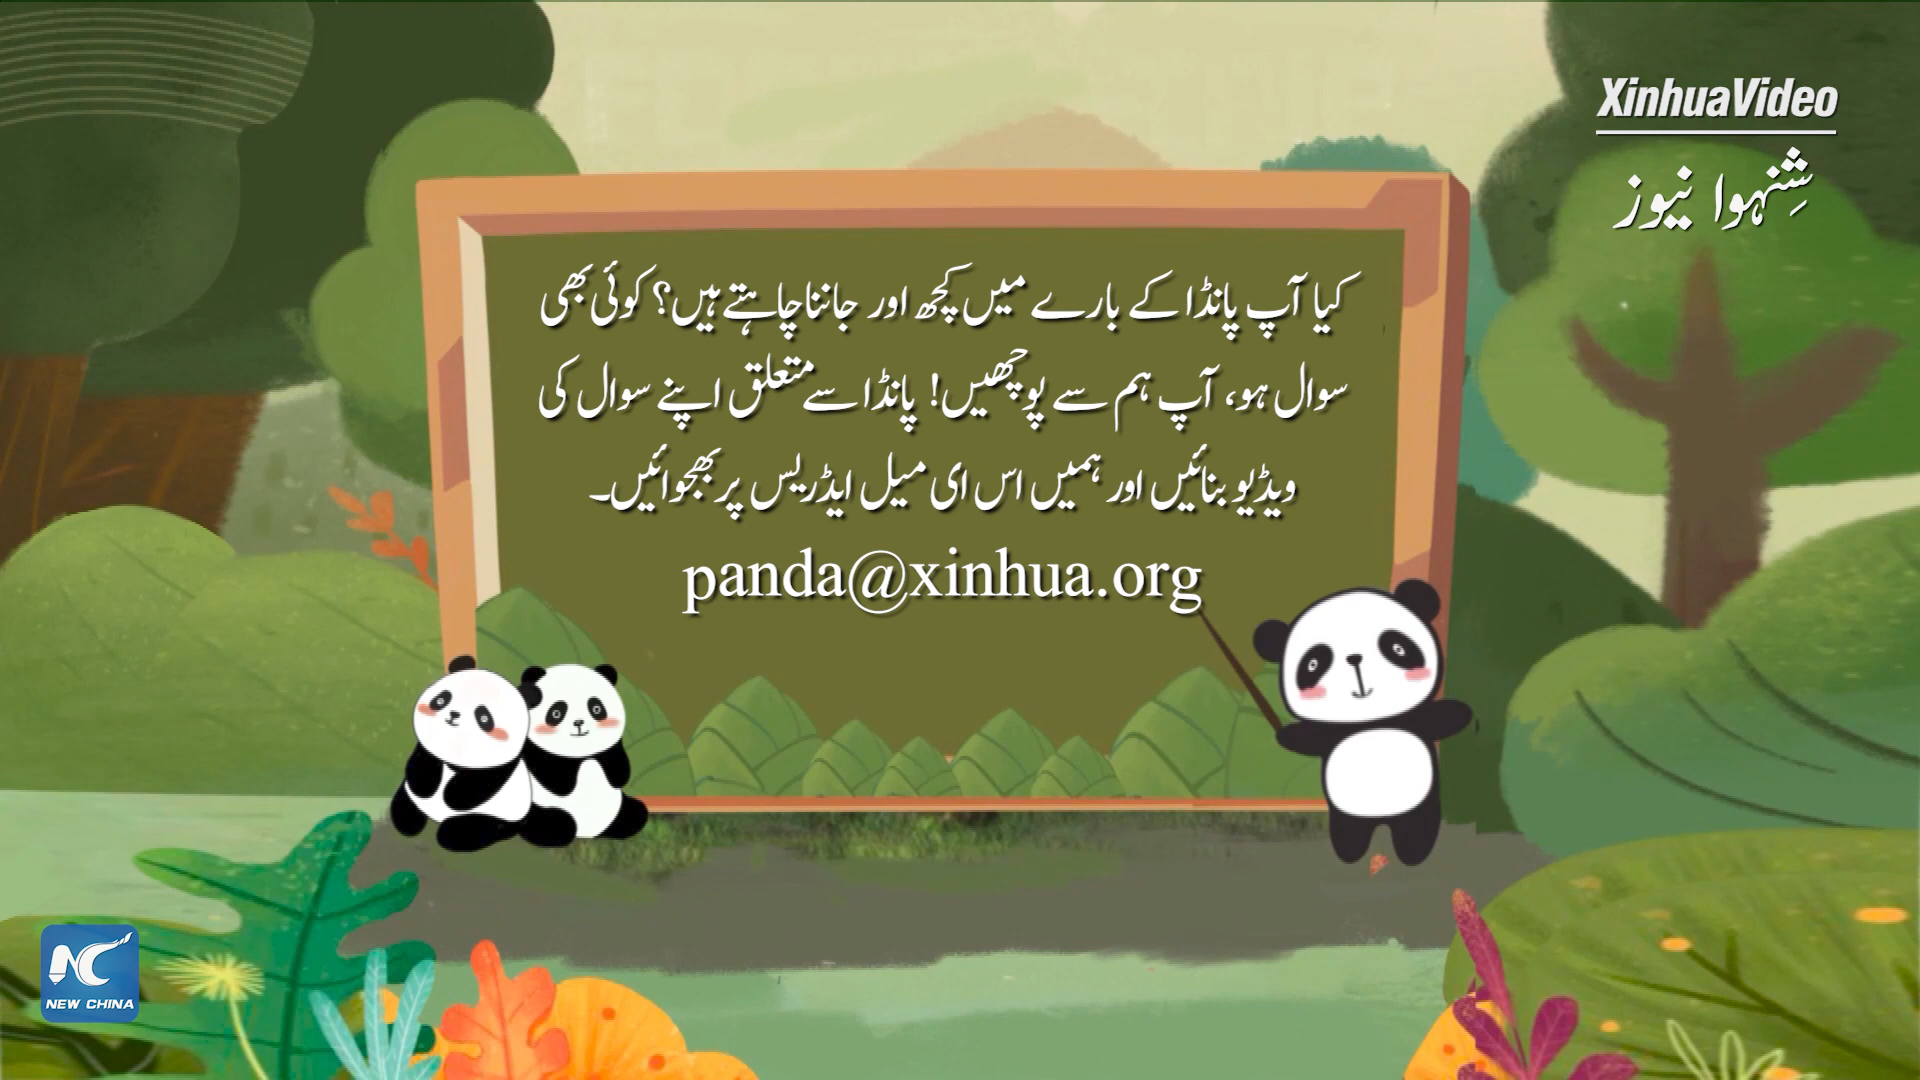 XinhuaVideo
شِنہوا نیوز
کیا آپ پانڈا کے بارے میں کچھ اور جاننا چاہتے ہیں؟ کوئی بھی
سوال ہو، آپ ہم سے پوچھیں! پانڈا سے متعلق اپنے سوال کی
ویڈیو بنائیں اور ہمیں اس ای میل ایڈریس پر بھجوائیں۔
panda@xinhua.org
NEW CHINA